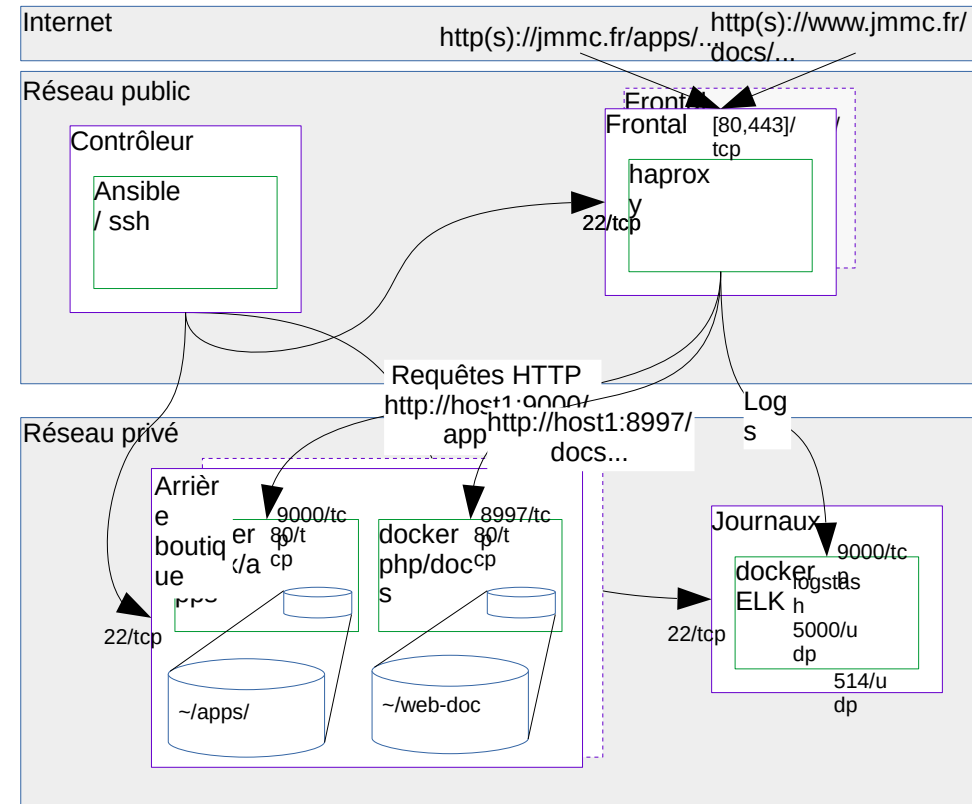 Internet
http(s)://jmmc.fr/apps/...
http(s)://www.jmmc.fr/
docs/...
Réseau public
Contrôleur
Ansible
/ ssh
Frontal
Frontal
[80,443]/
tcp
haprox
y
22/tcp
Requêtes HTTP
http://host1:9000/
app
http://host1:8997/
docs...
Log
s
Réseau privé
Arrièr
e
boutiq
ue
9000/tc
80/t
cp
er
x/a
pps
22/tcp
~/apps/
docker
php/doc
s
8997/tc
p
80/t
cp
~/web-doc
Journaux
9000/tc
p
docker
ELK
logstas
h
5000/u
dp
514/u
dp
22/tcp